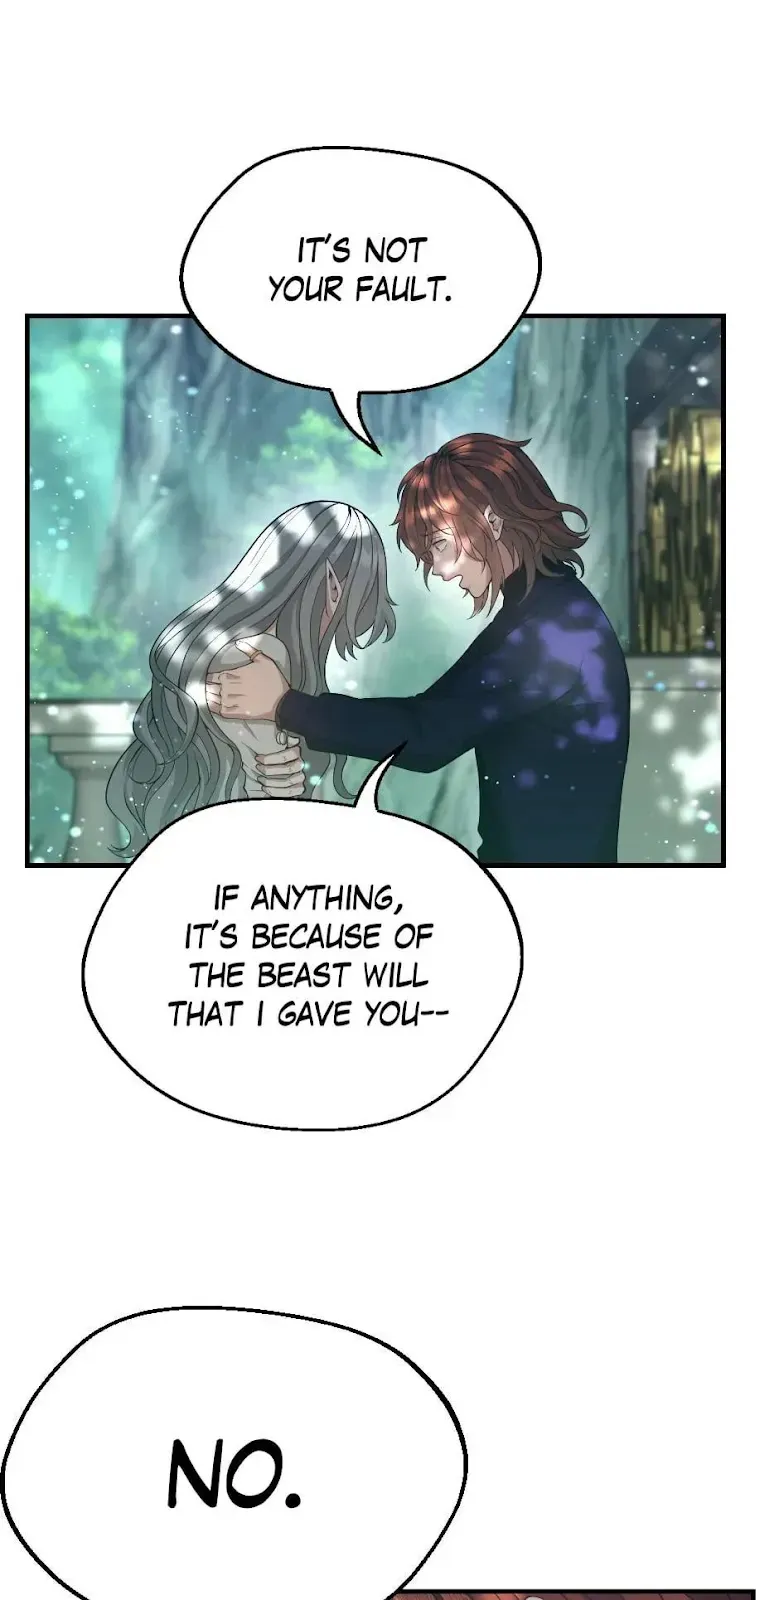 IT'S NOT
YOUR FAULT.
IF ANYTHING,
IT'S BECAUSE OF
THE BEAST WILL
THAT I GAVE YOU--
NO.